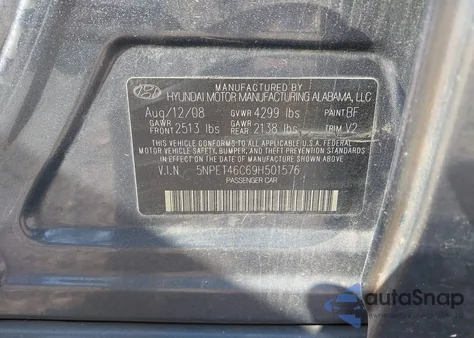 MANUFACTURED BY
HYUNDAI MOTOR MANUFACTURING ALABAMA, LLC
Aug/12/08 GVWR 4299 lbs PAINT BF
GAWR FRONT 2513 lbs GAWR REAR 2138 lbs TRIM V2
THIS VEHICLE CONFORMS TO ALL APPLICABLE U.S.A. FEDERAL
MOTOR VEHICLE SAFETY, BUMPER, AND THEFT PREVENTION
STANDARDS IN EFFECT ON THE DATE OF MANUFACTURE SHOWN ABOVE.
V.I.N 5NPET46C69H501576
PASSENGER CAR
autoSnap